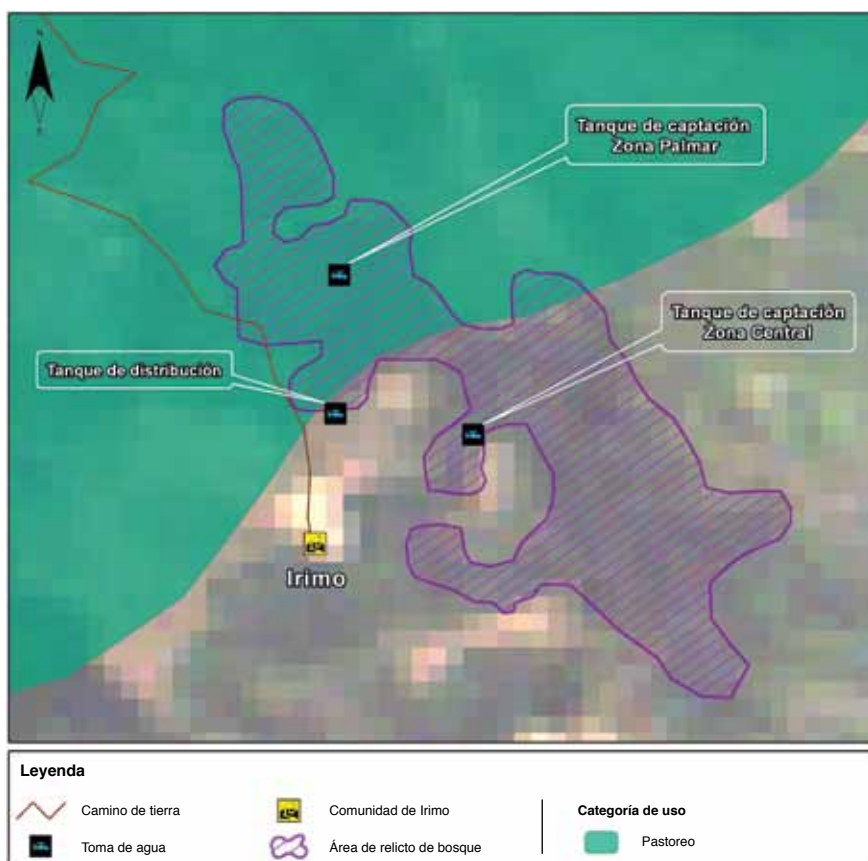 N
Tanque de captación
Zona Palmar
Tanque de captación
Zona Central
Tanque de distribución
Irimo
Leyenda
Camino de tierra
Comunidad de Irimo
Categoría de uso
Toma de agua
Área de relicto de bosque
Pastoreo